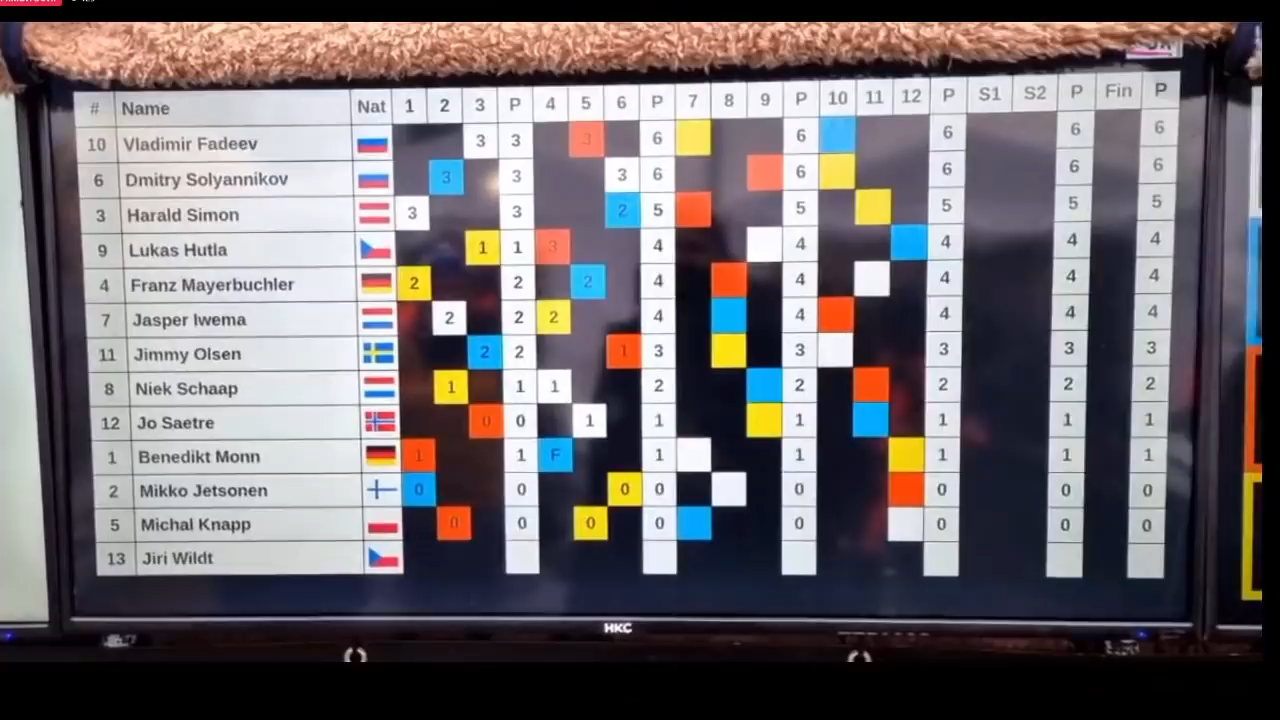 # Name Nat 1 2 3 P 4 5 6 P 7 8 9 P 10 11 12 P S1 S2 P Fin P
10 Vladimir Fadeev 3 3 3 6 6 6 6 6
6 Dmitry Solyannikov 3 3 3 6 6 6 6 6
3 Harald Simon 3 3 2 5 5 5 5 5
9 Lukas Hutla 1 1 3 4 4 4 4 4
4 Franz Mayerbuchler 2 2 2 4 4 4 4 4
7 Jasper Iwema 2 2 2 4 4 4 4 4
11 Jimmy Olsen 2 2 1 3 3 3 3 3
8 Niek Schaap 1 1 1 2 2 2 2 2
12 Jo Saetre 0 0 1 1 1 1 1 1
1 Benedikt Monn 1 1 F 1 1 1 1 1
2 Mikko Jetsonen 0 0 0 0 0 0 0 0
5 Michal Knapp 0 0 0 0 0 0 0 0
13 Jiri Wildt
HKC